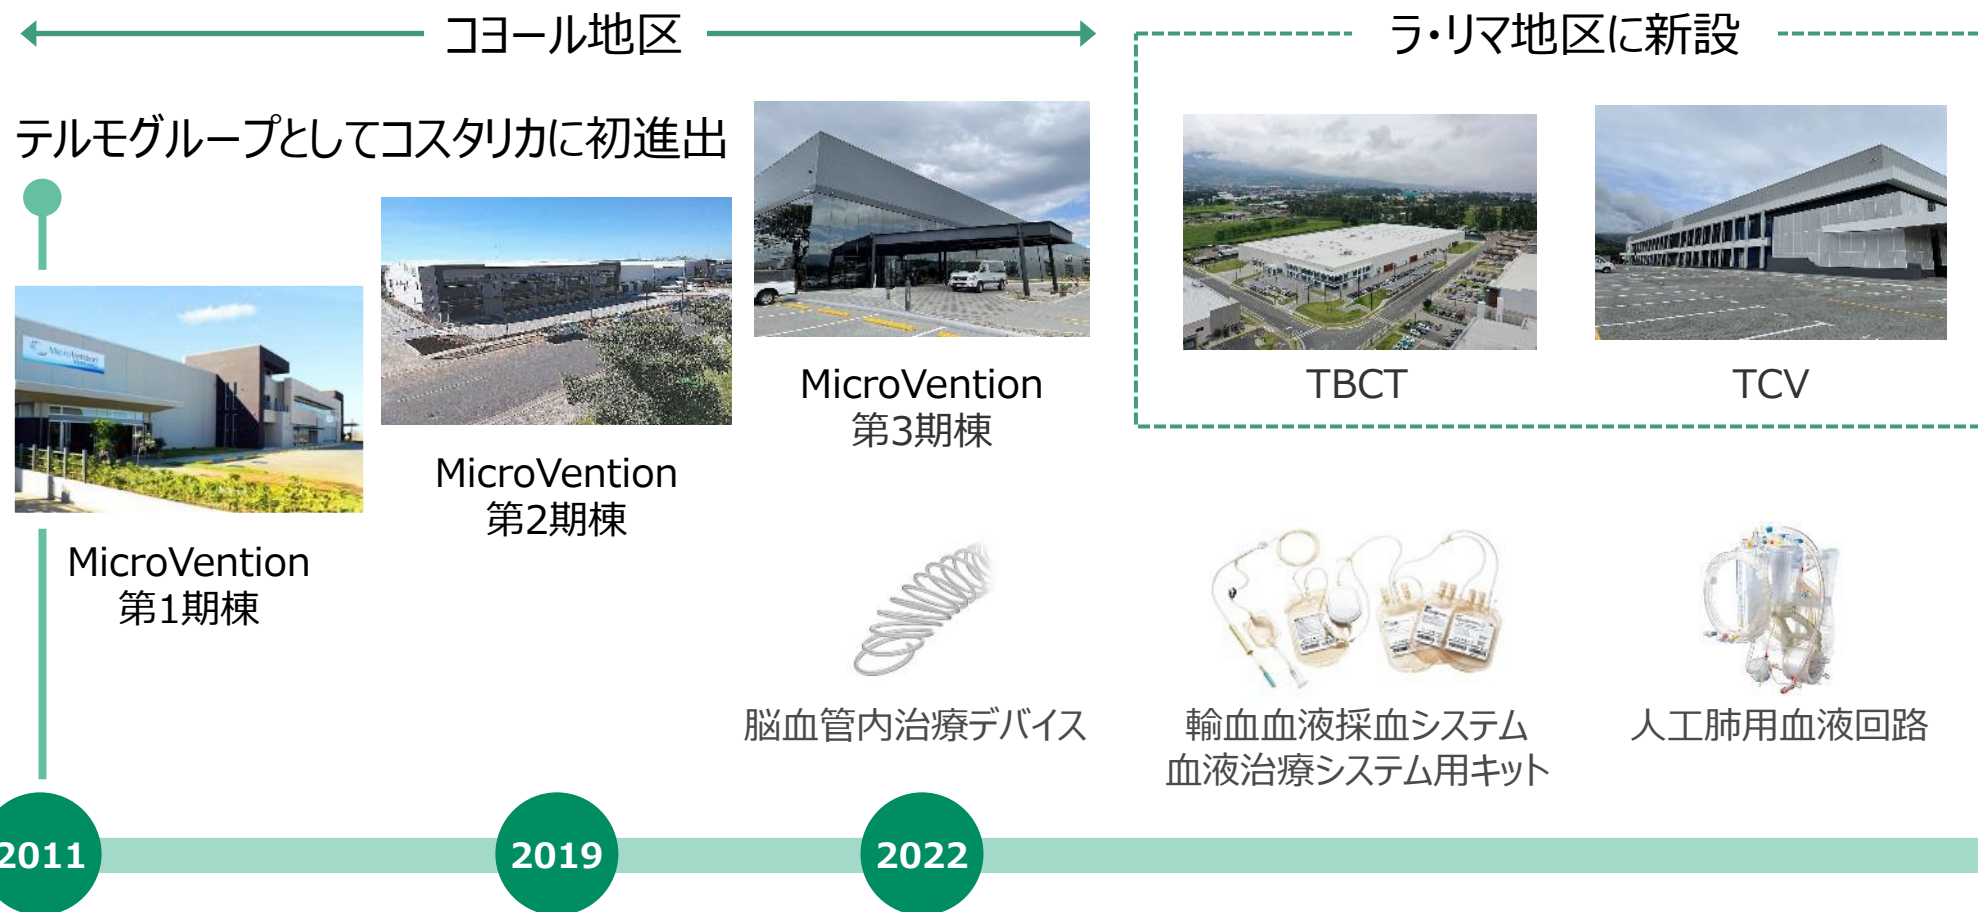 コヨール地区
ラ・リマ地区に新設
テルモグループとしてコスタリカに初進出
MicroVention
MicroVention
第1期棟
MicroVention
第2期棟
MicroVention
第3期棟
TBCT
TCV
脳血管内治療デバイス
輸血血液採血システム
血液治療システム用キット
人工肺用血液回路
2011
2019
2022